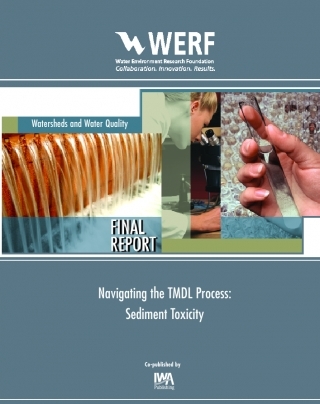 WERF
Water Environment Research Foundation
Collaboration. Innovation. Results.
Watersheds and Water Quality
FINAL
REPORT
Navigating the TMDL Process:
Sediment Toxicity
Co-published by
IWA
Publishing